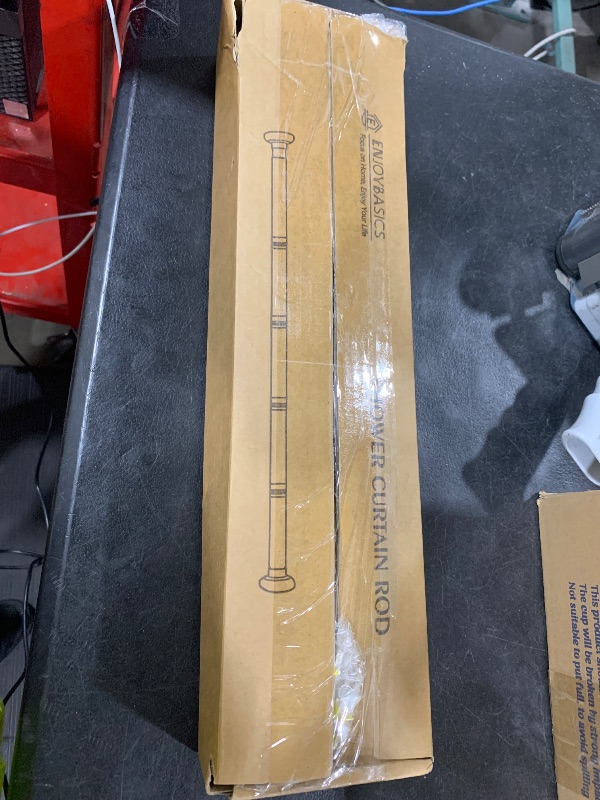 ENJOYBASICS
Focus on Home, Enjoy Your Life
CURTAIN ROD
This product
The cup will be broken by strong
Not suitable to put full, to avoid spilling